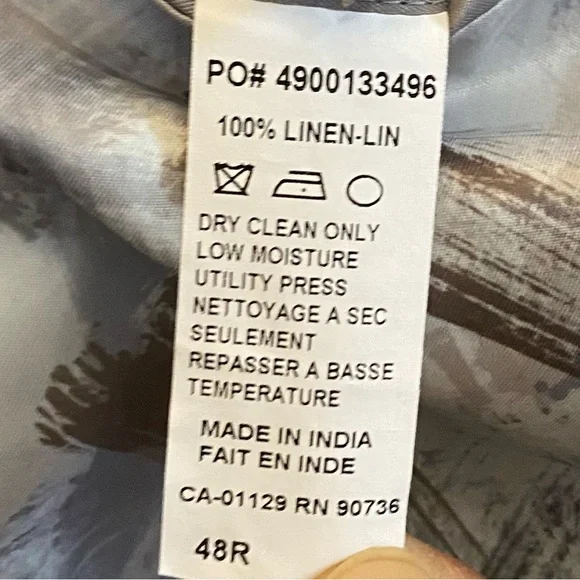 PO# 4900133496
100% LINEN-LIN
DRY CLEAN ONLY
LOW MOISTURE
UTILITY PRESS
NETTOYAGE A SEC
SEULEMENT
REPASSER A BASSE
TEMPERATURE
MADE IN INDIA
FAIT EN INDE
CA-01129 RN 90736
48R